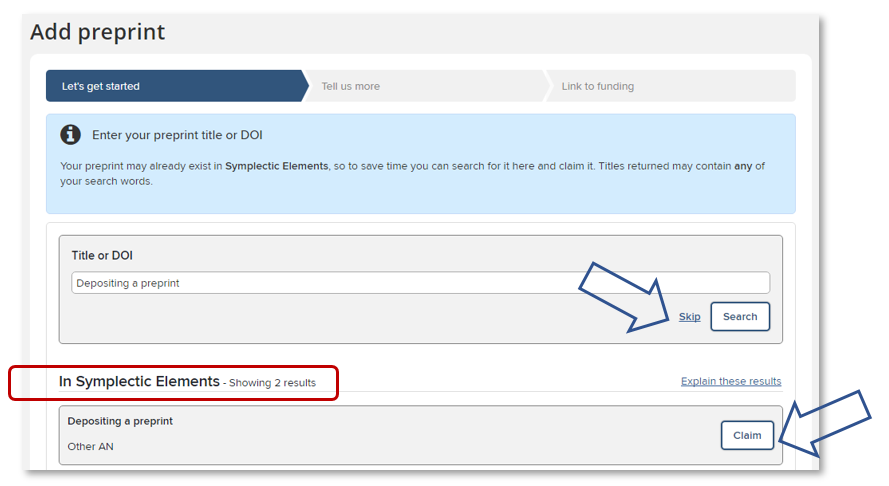 Add preprint
Let's get started
Tell us more
Link to funding
Enter your preprint title or DOI
Your preprint may already exist in Symplectic Elements, so to save time you can search for it here and claim it. Titles returned may contain any of
your search words.
Title or DOI
Depositing a preprint
Skip
Search
In Symplectic Elements - Showing 2 results
Explain these results
Depositing a preprint
Other AN
Claim